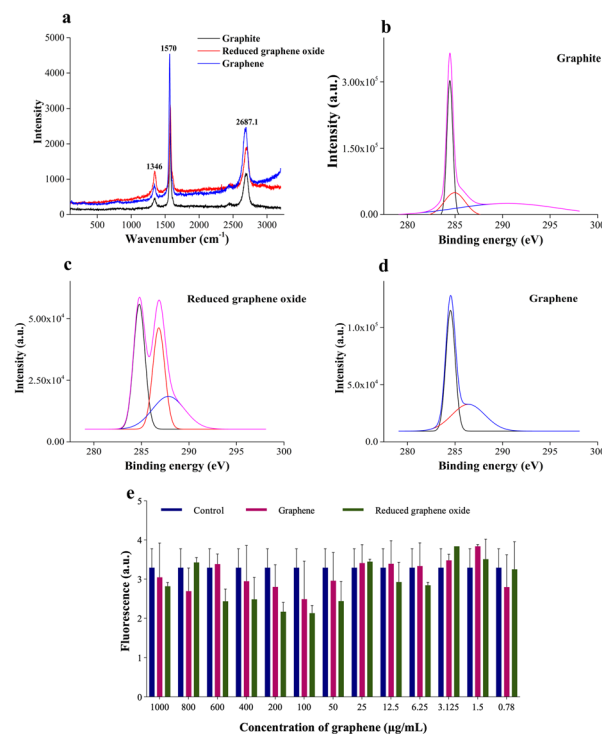 a
5000
4000
3000
2000
1000
0
Intensity
1570
1346
2687.1
Graphite
Reduced graphene oxide
Graphene
500 1000 1500 2000 2500 3000
Wavenumber (cm-1)
b
Graphite
3.00x10⁵
1.50x10⁵
0.00
Intensity (a.u.)
280 285 290 295 300
Binding energy (eV)
c
Reduced graphene oxide
5.00x10⁴
2.50x10⁴
Intensity (a.u.)
280 285 290 295 300
Binding energy (eV)
d
Graphene
1.0x10⁵
5.0x10⁴
0.0
Intensity (a.u.)
280 285 290 295 300
Binding energy (eV)
e
5
4
3
2
1
0
Fluorescence (a.u.)
Control Graphene Reduced graphene oxide
1000 800 600 400 200 100 50 25 12.5 6.25 3.125 1.5 0.78
Concentration of graphene (µg/mL)